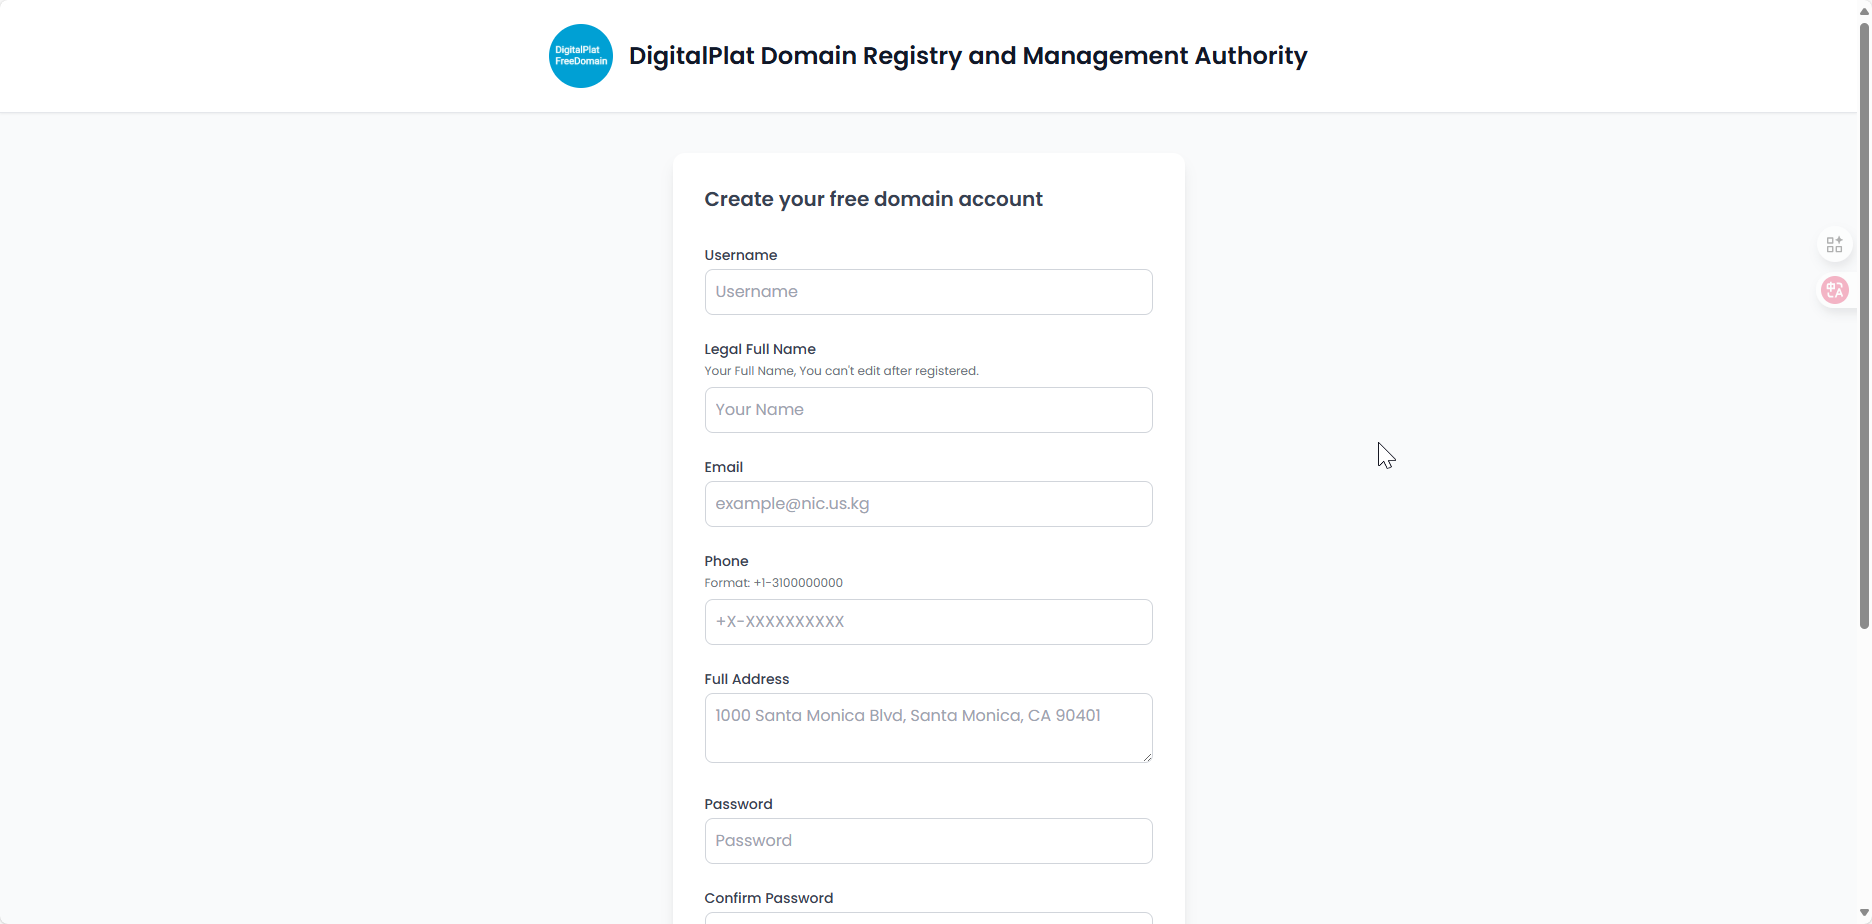 DigitalPlat
FreeDomain
DigitalPlat Domain Registry and Management Authority
Create your free domain account
Username
Username
Legal Full Name
Your Full Name, You can't edit after registered.
Your Name
Email
example@nic.us.kg
Phone
Format: +1-3100000000
+X-XXXXXXXXXX
Full Address
1000 Santa Monica Blvd, Santa Monica, CA 90401
Password
Password
Confirm Password